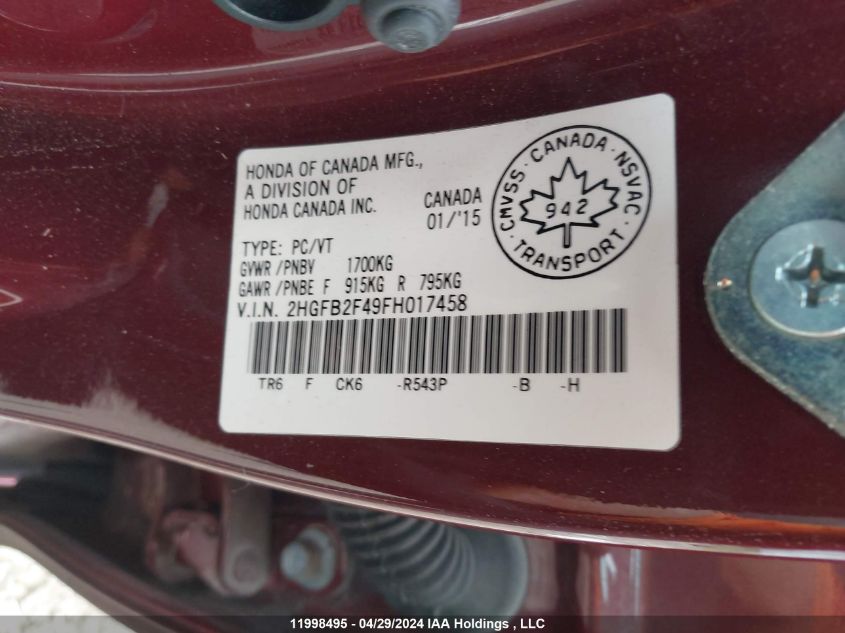 HONDA OF CANADA MFG.,
A DIVISION OF
HONDA CANADA INC.
CANADA
01/'15
CMVSS · CANADA · NSVAC
942
TRANSPORT
TYPE: PC/VT
GVWR /PNBV 1700KG
GAWR /PNBE F 915KG R 795KG
V.I.N. 2HGFB2F49FH017458
TR6 F CK6 -R543P -B -H
11998495 - 04/29/2024 IAA Holdings , LLC